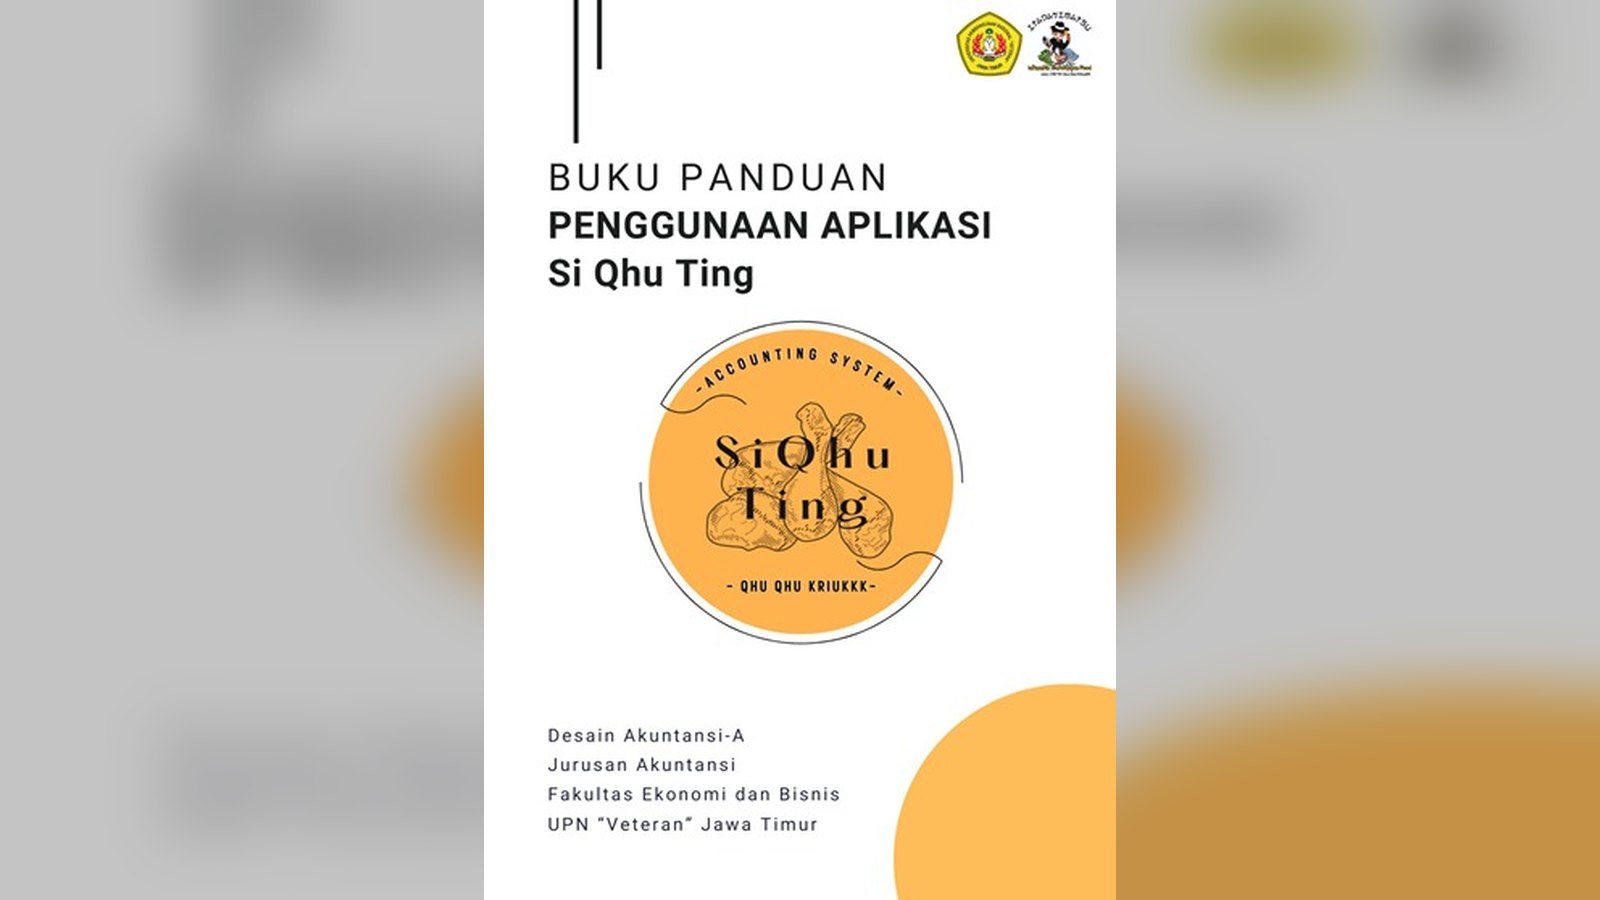 BUKU PANDUAN
PENGGUNAAN APLIKASI
Si Qhu Ting
-ACCOUNTING SYSTEM-
SiQhu
Ting
- QHU QHU KRIUKKK-
Desain Akuntansi-A
Jurusan Akuntansi
Fakultas Ekonomi dan Bisnis
UPN “Veteran” Jawa Timur